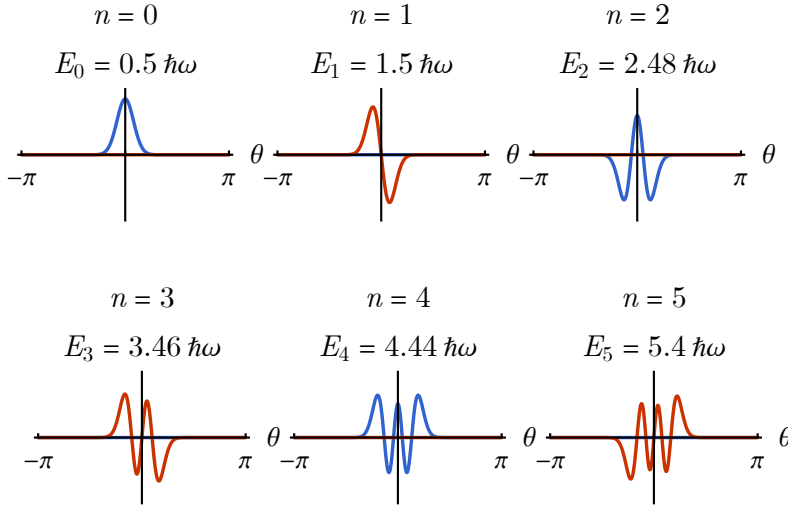 n = 0
E₀ = 0.5 ℏω
θ
−π
π
n = 1
E₁ = 1.5 ℏω
θ
−π
π
n = 2
E₂ = 2.48 ℏω
θ
−π
π
n = 3
E₃ = 3.46 ℏω
θ
−π
π
n = 4
E₄ = 4.44 ℏω
θ
−π
π
n = 5
E₅ = 5.4 ℏω
θ
−π
π